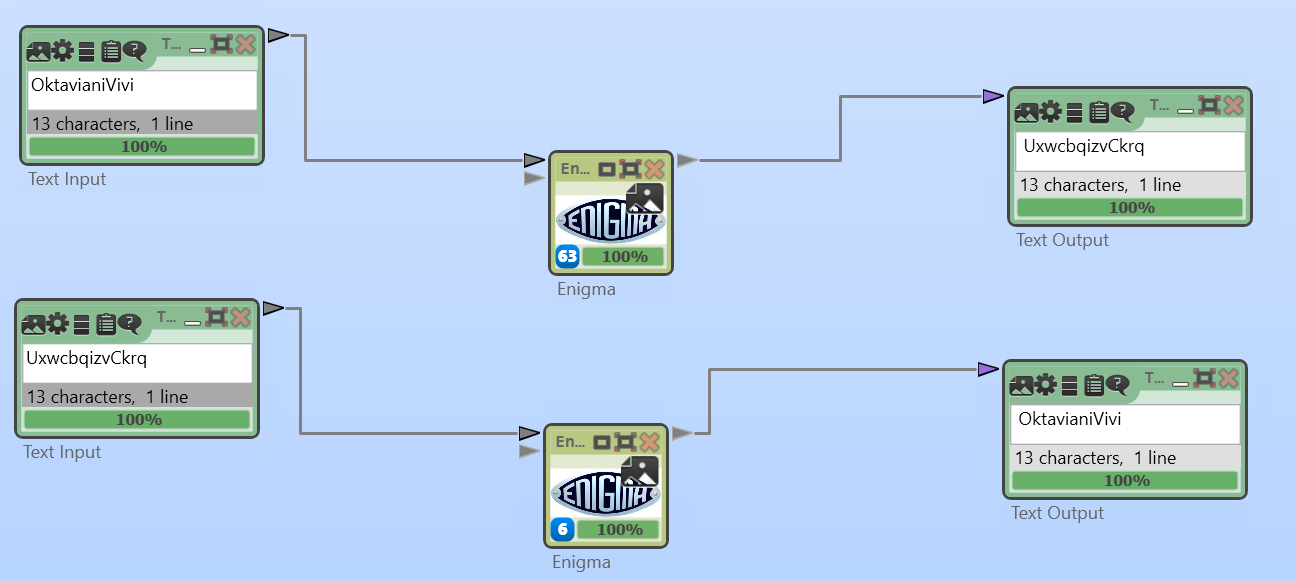 T...
OktavianiVivi
13 characters, 1 line
100%
Text Input
En...
ENIGMA
63 100%
Enigma
T...
UxwcbqizvCkrq
13 characters, 1 line
100%
Text Output
T...
UxwcbqizvCkrq
13 characters, 1 line
100%
Text Input
En...
ENIGMA
6 100%
Enigma
T...
OktavianiVivi
13 characters, 1 line
100%
Text Output